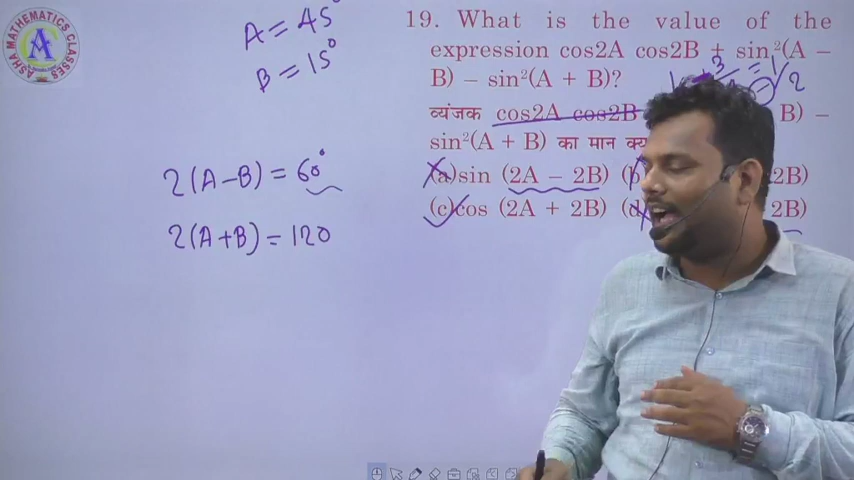 ASHA MATHEMATICS CLASSES
A = 45°
B = 15°
2(A-B) = 60°
2(A+B) = 120
19. What is the value of the
expression cos2A cos2B + sin²(A –
B) – sin²(A + B)?
व्यंजक cos2A cos2B B) –
sin²(A + B) का मान
(a) sin (2A – 2B) (b 2B)
(c) cos (2A + 2B) (d 2B)